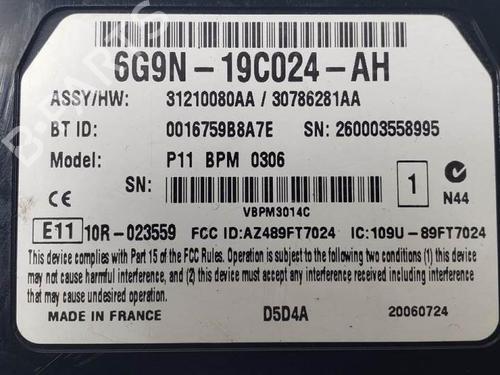 6G9N-19C024-AH
ASSY/HW: 31210080AA / 30786281AA
BT ID: 0016759B8A7E SN: 260003558995
Model: P11 BPM 0306
CE SN: 1 N44
VBPM3014C
E11 10R-023559 FCC ID:AZ489FT7024 IC:109U-89FT7024
This device complies with Part 15 of the FCC Rules. Operation is subject to the following two conditions (1) this device
may not cause harmful interference, and (2) this device must accept any interference received including interference
that may cause undesired operation.
MADE IN FRANCE D5D4A 20060724
B-PARTS